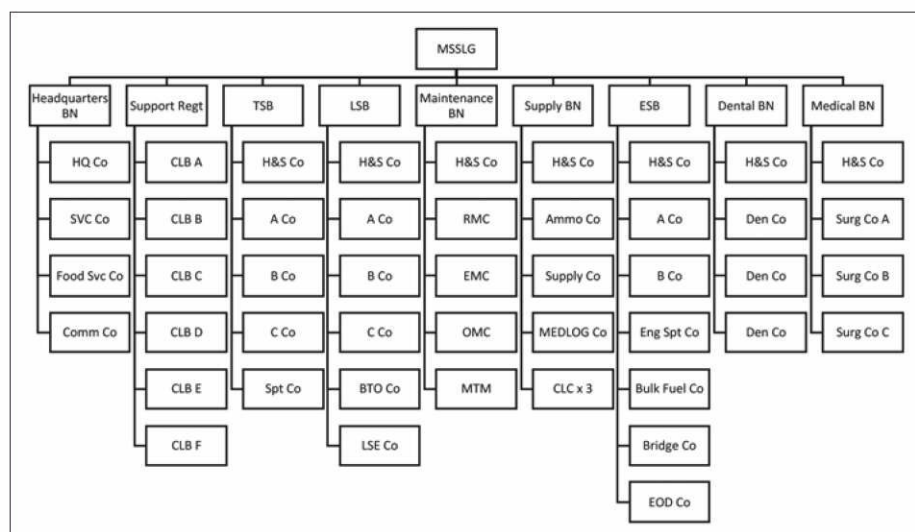 MSSLG
Headquarters
BN
Support Regt
TSB
LSB
Maintenance
BN
Supply BN
ESB
Dental BN
Medical BN
HQ Co
SVC Co
Food Svc Co
Comm Co
CLB A
CLB B
CLB C
CLB D
CLB E
CLB F
H&S Co
A Co
B Co
C Co
Spt Co
H&S Co
A Co
B Co
C Co
BTO Co
LSE Co
H&S Co
RMC
EMC
OMC
MTM
H&S Co
Ammo Co
Supply Co
MEDLOG Co
CLC x 3
H&S Co
A Co
B Co
Eng Spt Co
Bulk Fuel Co
Bridge Co
EOD Co
H&S Co
Den Co
Den Co
Den Co
H&S Co
Surg Co A
Surg Co B
Surg Co C